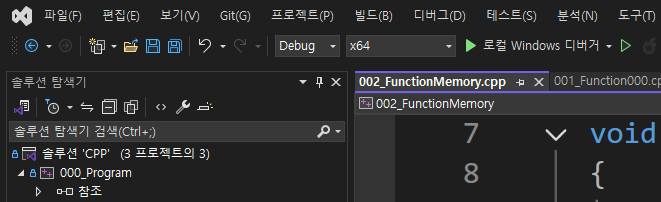 파일(F) 편집(E) 보기(V) Git(G) 프로젝트(P) 빌드(B) 디버그(D) 테스트(S) 분석(N) 도구(T)
Debug x64 로컬 Windows 디버거
솔루션 탐색기
002_FunctionMemory.cpp 001_Function000.cp
002_FunctionMemory
솔루션 탐색기 검색(Ctrl+;)
7 void
솔루션 'CPP' (3 프로젝트의 3)
000_Program
8 {
참조